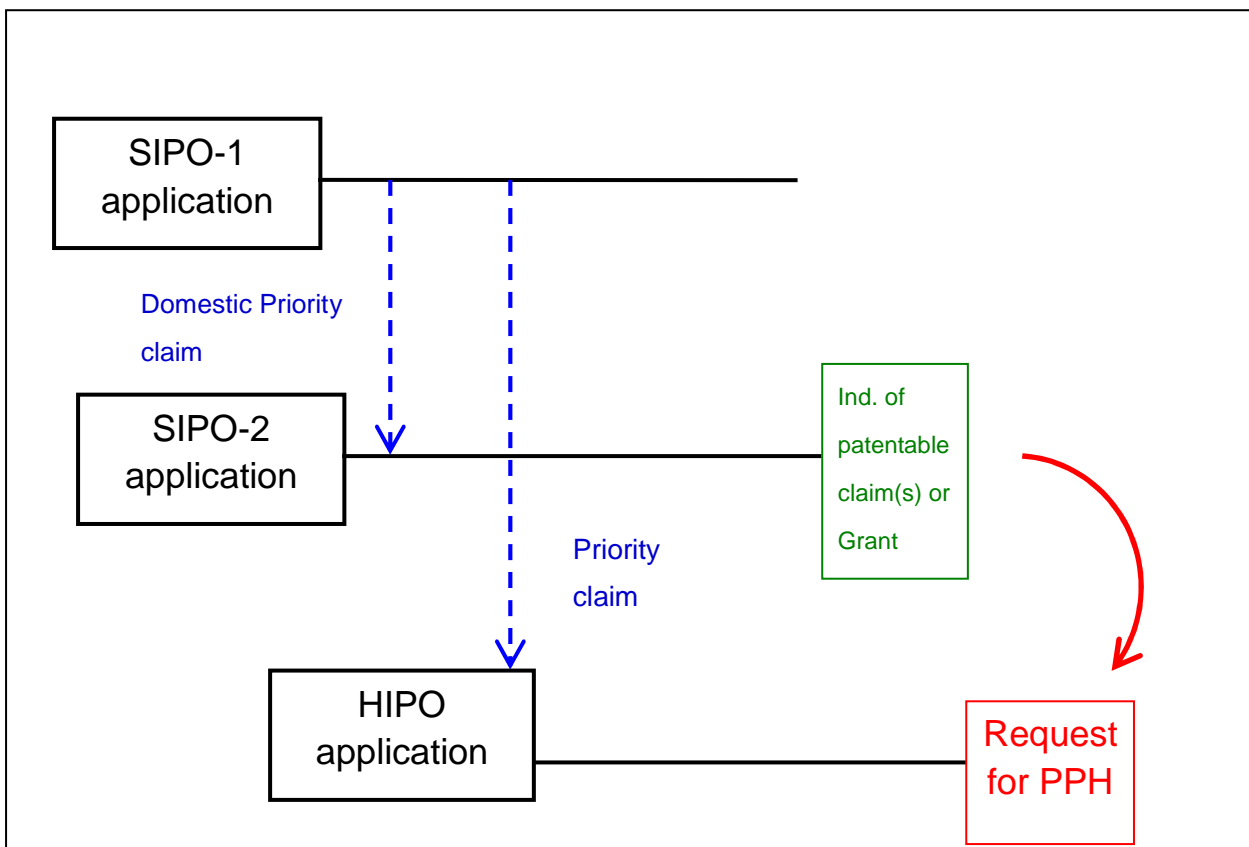 SIPO-1
application
Domestic Priority
claim
SIPO-2
application
Ind. of
patentable
claim(s) or
Grant
Priority
claim
HIPO
application
Request
for PPH